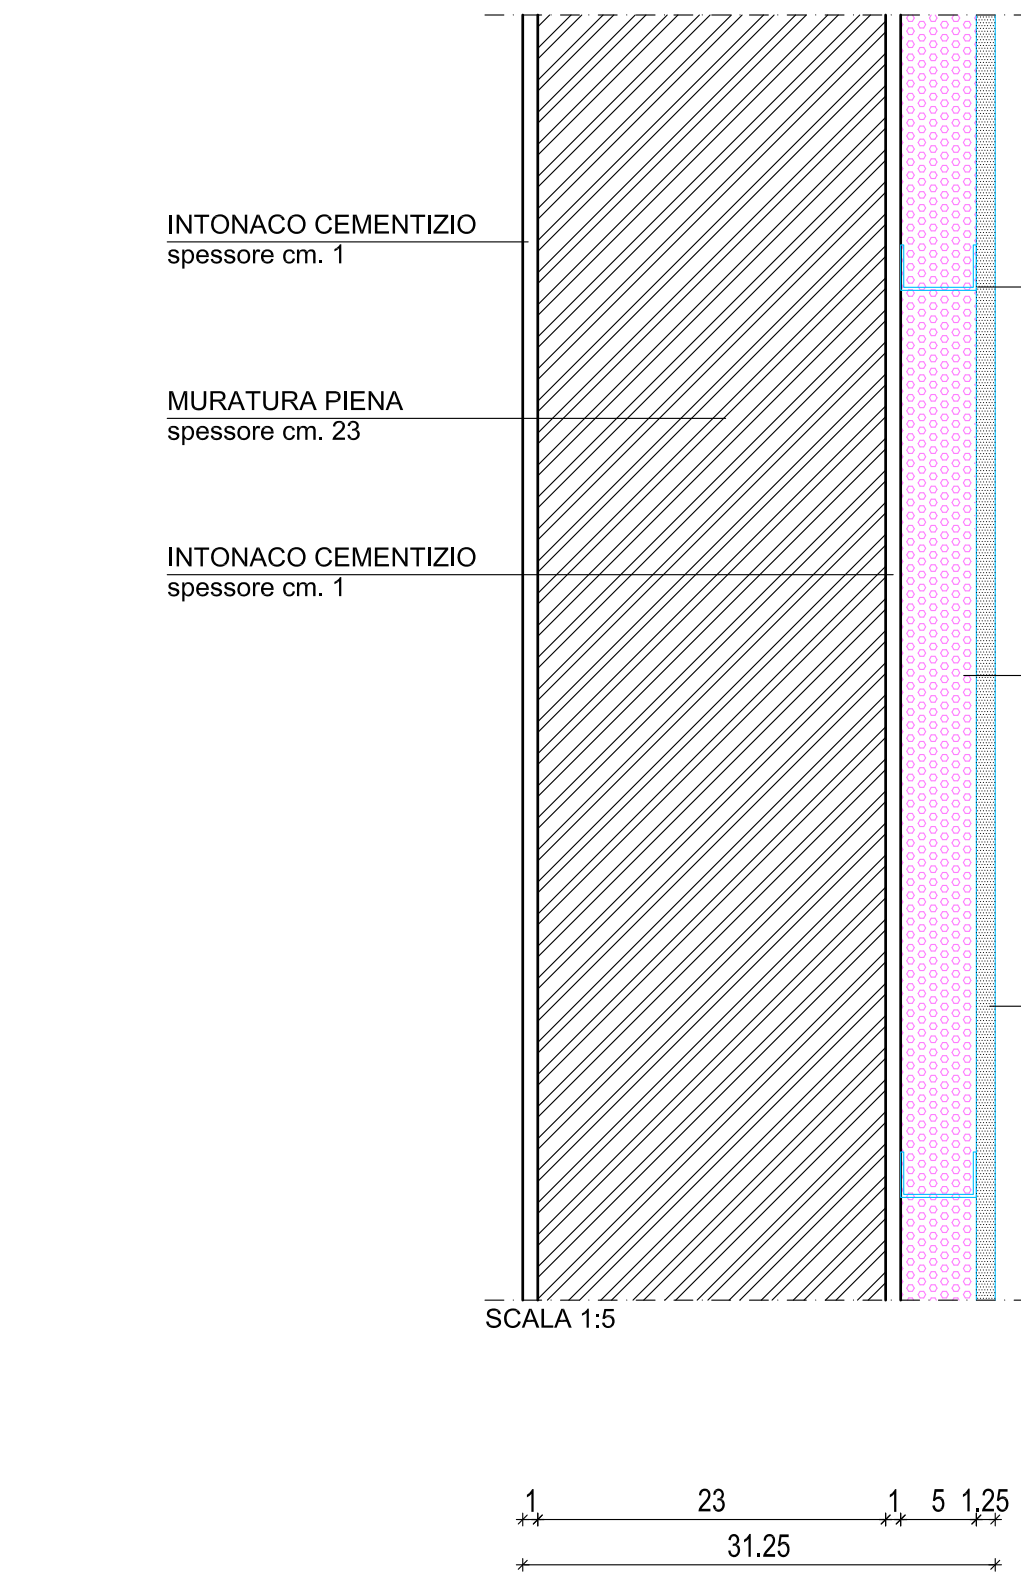 INTONACO CEMENTIZIO
spessore cm. 1
MURATURA PIENA
spessore cm. 23
INTONACO CEMENTIZIO
spessore cm. 1
SCALA 1:5
1 23 1 5 1.25
31.25